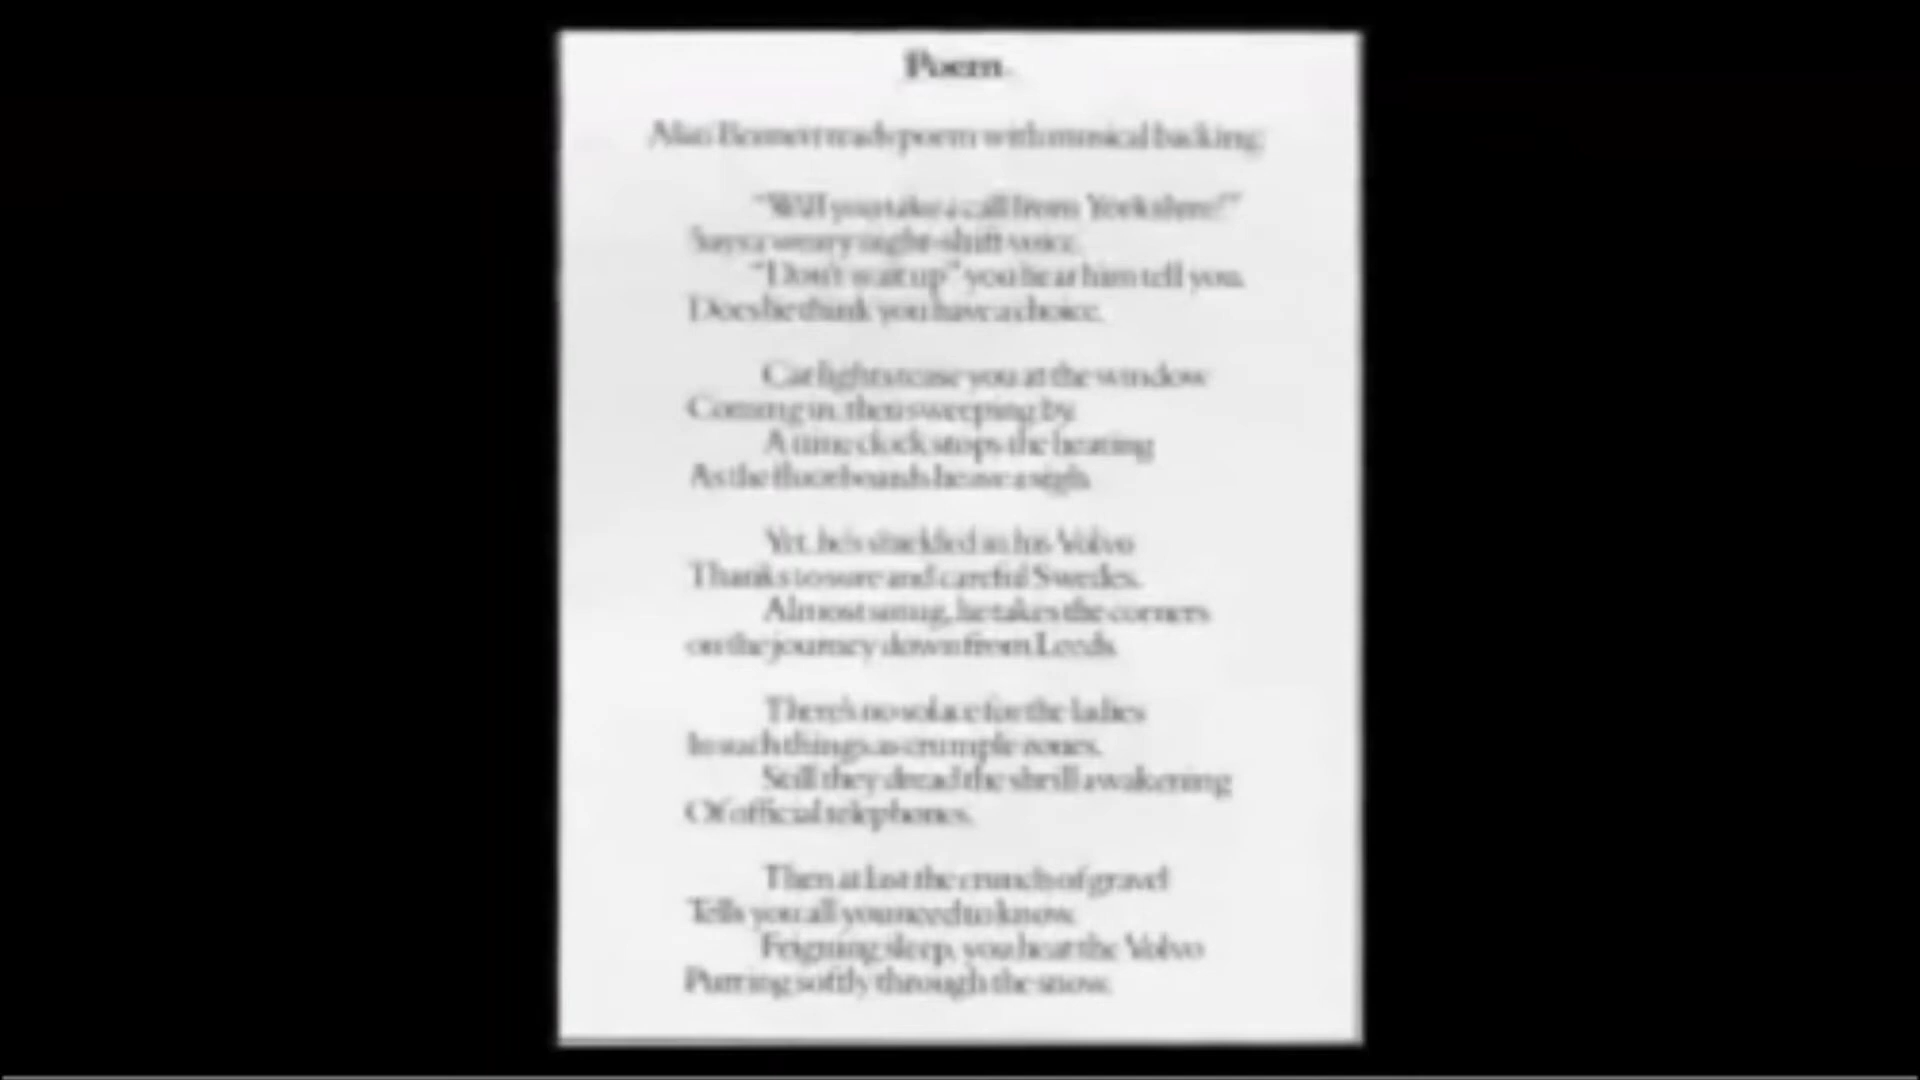 Poem.
Alan Bennett reads poem with musical backing:
"Will you take a call from Yorkshire?"
Says a weary night-shift voice.
"Don't wait up" you hear him tell you.
Does he think you have a choice.
Car lights tease you at the window
Coming in, then sweeping by.
A time clock stops the heating
As the floorboards heave a sigh.
Yet, he's shielded in his Volvo
Thanks to sure and careful Swedes.
Almost smug, he takes the corners
on the journey down from Leeds.
There's no solace for the ladies
In such things as crumple zones.
Still they dread the shrill awakening
Of official telephones.
Then at last the crunch of gravel
Tells you all you need to know.
Feigning sleep, you hear the Volvo
Purring softly through the snow.